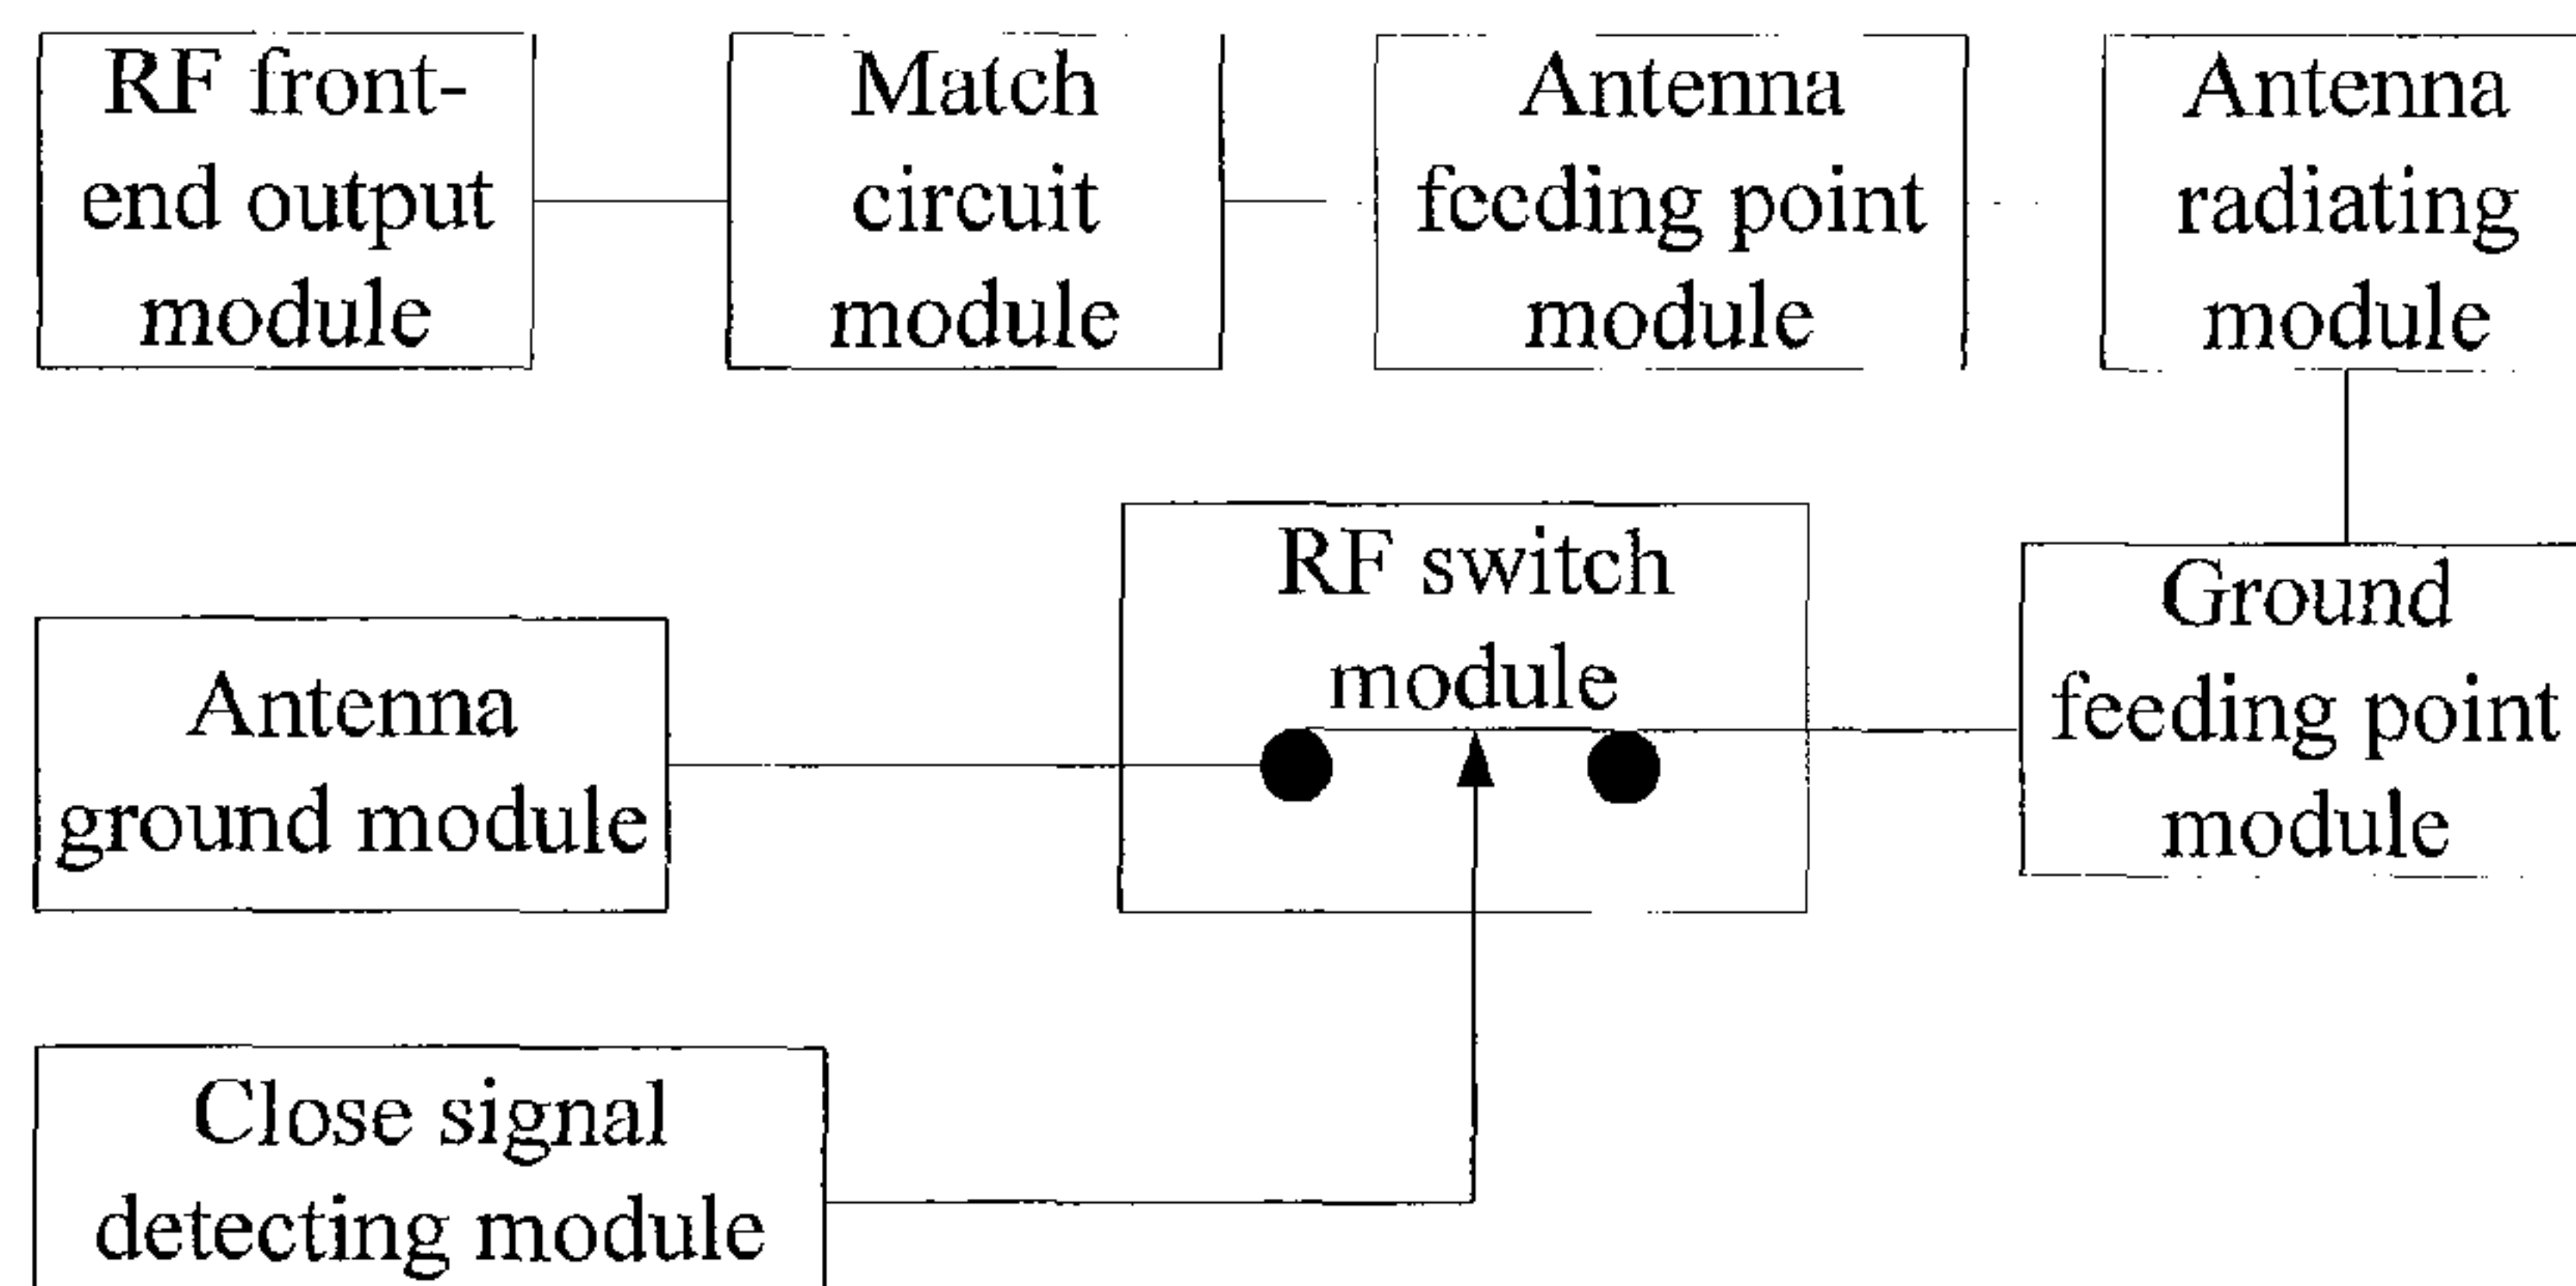 RF front-
end output
module
Match
circuit
module
Antenna
feeding point
module
Antenna
radiating
module
RF switch
module
Ground
feeding point
module
Antenna
ground module
Close signal
detecting module